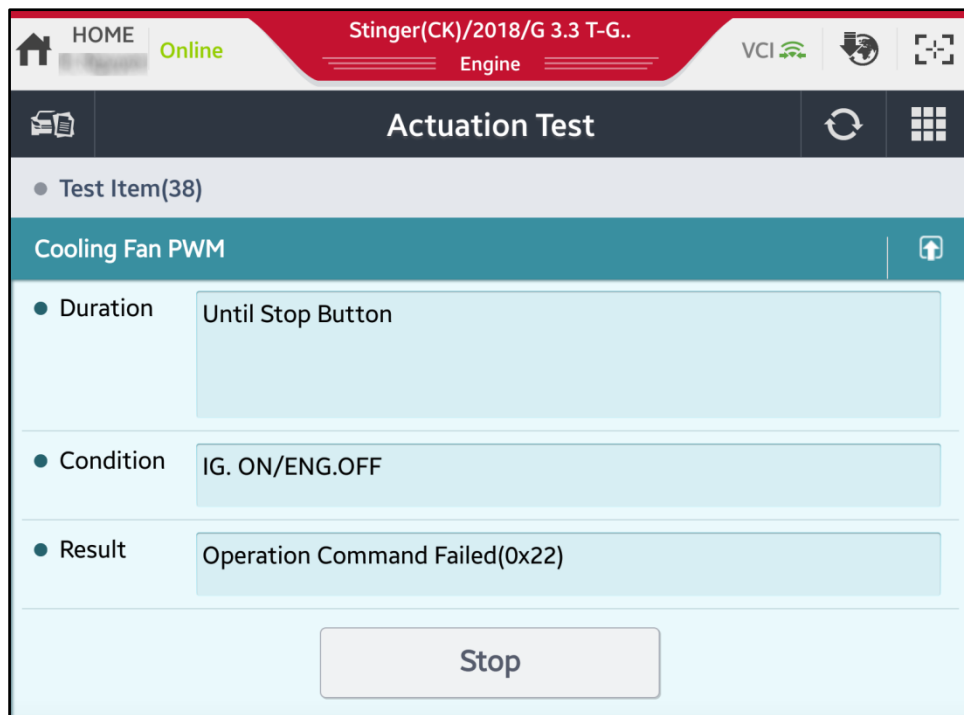 HOME
Online
Stinger(CK)/2018/G 3.3 T-G..
Engine
VCI
Actuation Test
Test Item(38)
Cooling Fan PWM
Duration
Until Stop Button
Condition
IG. ON/ENG.OFF
Result
Operation Command Failed(0x22)
Stop